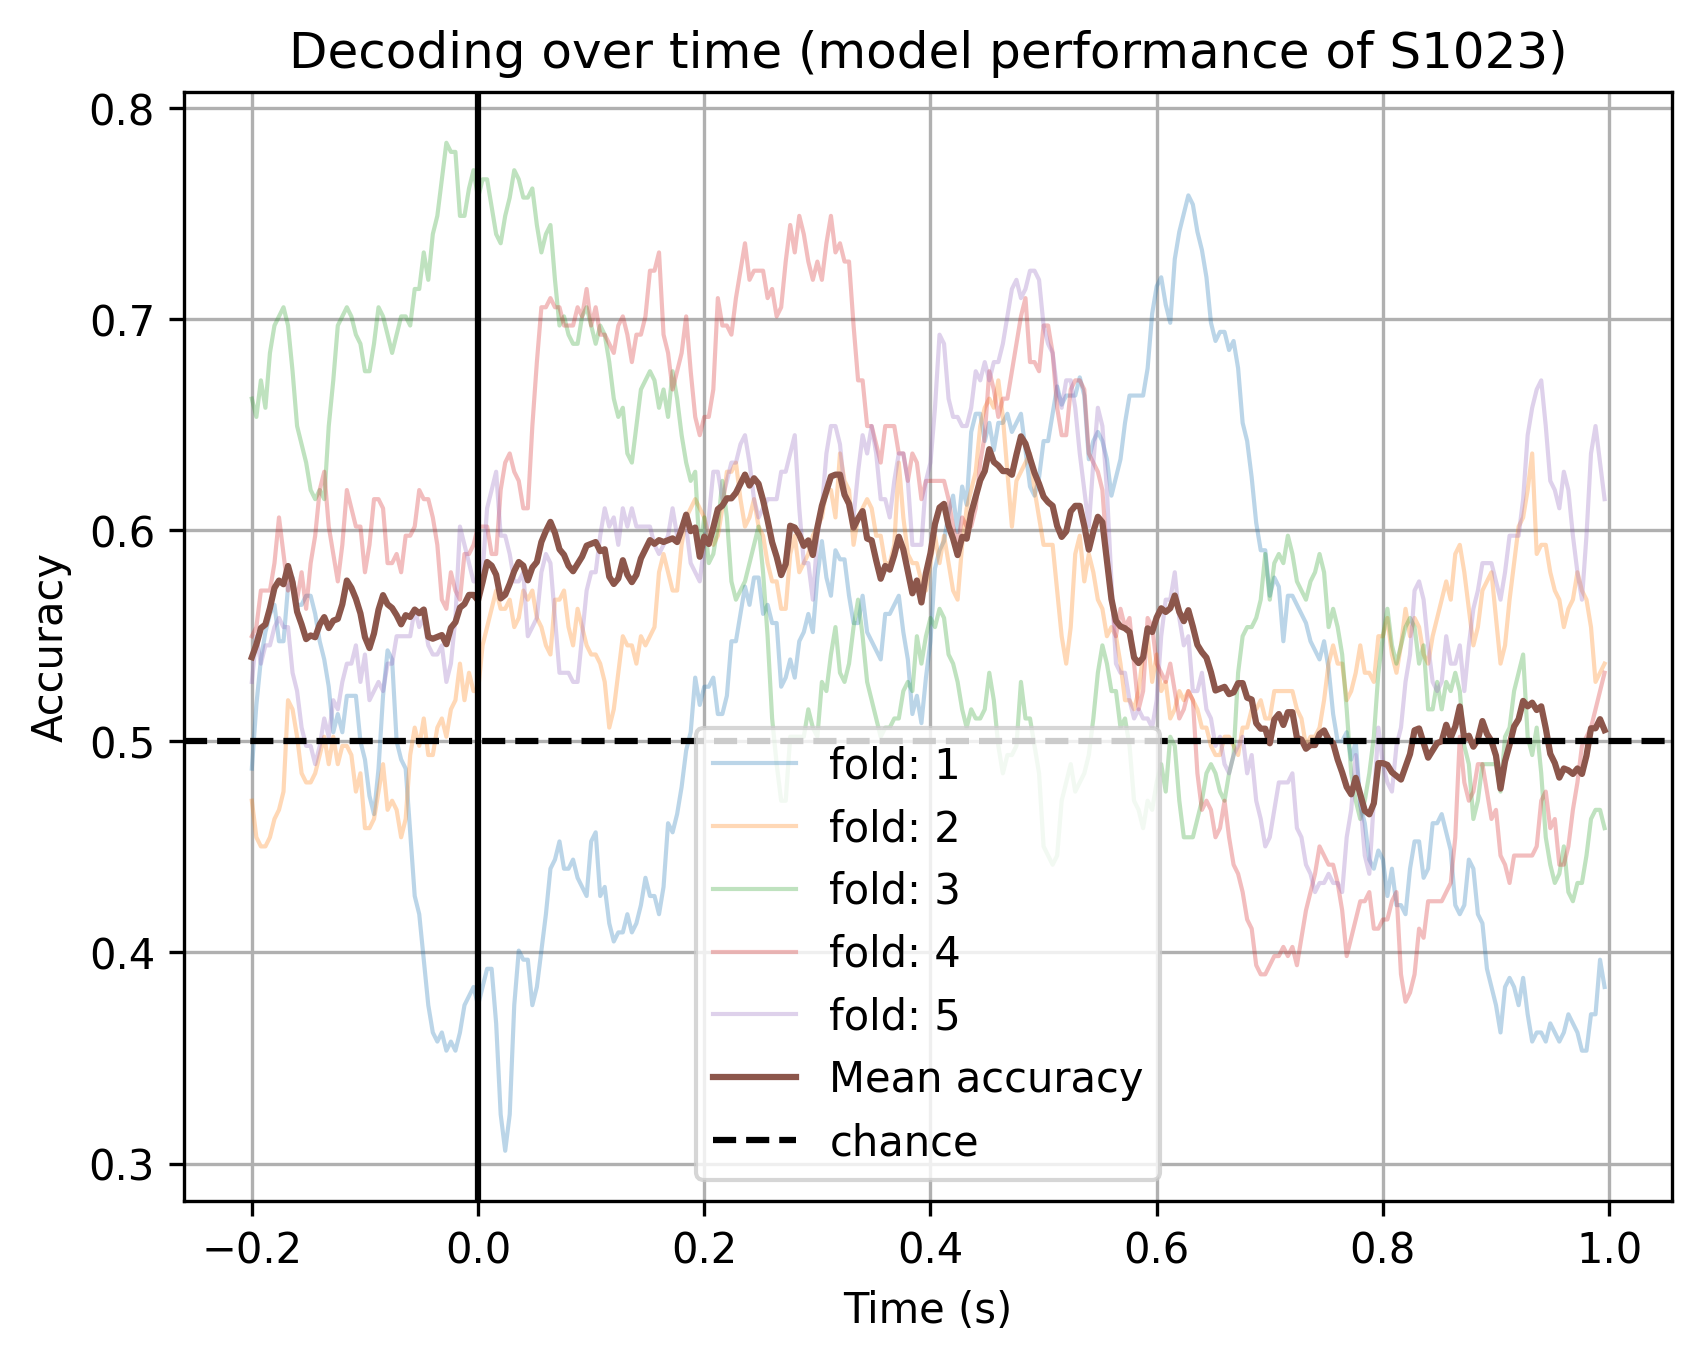 Decoding over time (model performance of S1023)
Accuracy
0.8
0.7
0.6
0.5
0.4
0.3
fold: 1
fold: 2
fold: 3
fold: 4
fold: 5
Mean accuracy
chance
−0.2 0.0 0.2 0.4 0.6 0.8 1.0
Time (s)